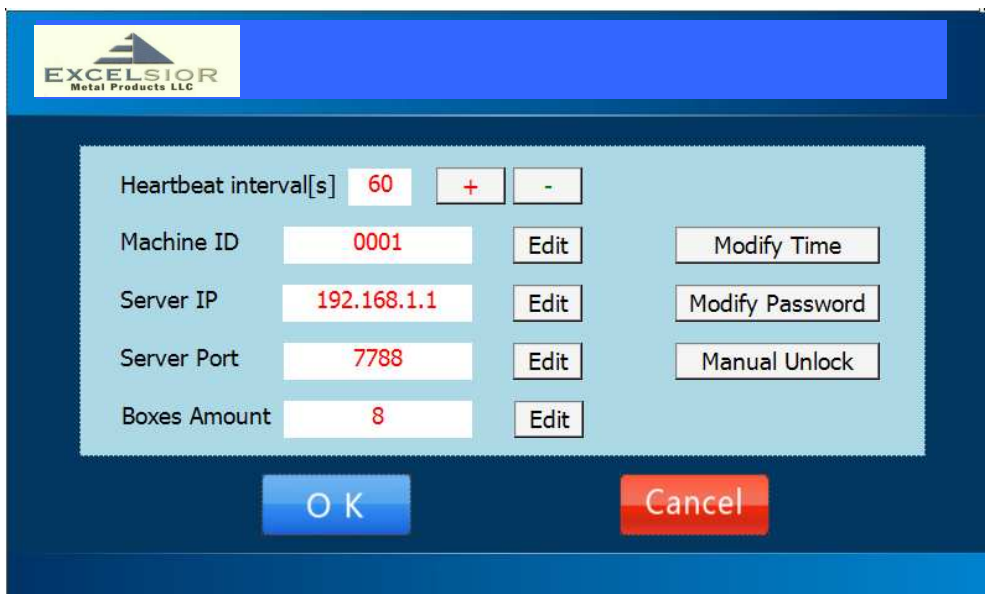 EXCELSIOR
Metal Products LLC
Heartbeat interval[s] 60 + -
Machine ID 0001 Edit Modify Time
Server IP 192.168.1.1 Edit Modify Password
Server Port 7788 Edit Manual Unlock
Boxes Amount 8 Edit
O K Cancel